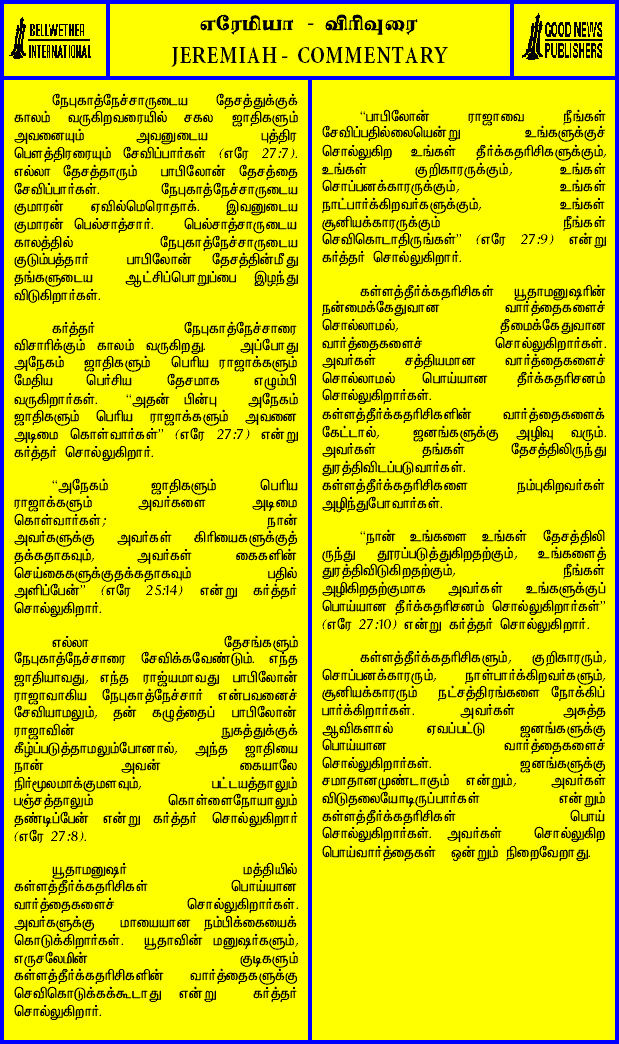 BELLWETHER
INTERNATIONAL
எரேமியா - விரிவுரை
JEREMIAH - COMMENTARY
GOOD NEWS
PUBLISHERS
நேபுகாத்நேச்சாருடைய தேசத்துக்குக்
காலம் வருகிறவரையில் சகல ஜாதிகளும்
அவனையும் அவனுடைய புத்திர
பௌத்திரரையும் சேவிப்பார்கள் (எரே 27:7).
எல்லா தேசத்தாரும் பாபிலோன் தேசத்தை
சேவிப்பார்கள். நேபுகாத்நேச்சாருடைய
குமாரன் ஏவில்மெரொதாக். இவனுடைய
குமாரன் பெல்சாத்சார். பெல்சாத்சாருடைய
காலத்தில் நேபுகாத்நேச்சாருடைய
குடும்பத்தார் பாபிலோன் தேசத்தின்மீது
தங்களுடைய ஆட்சிப்பொறுப்பை இழந்து
விடுகிறார்கள்.
கர்த்தர் நேபுகாத்நேச்சாரை
விசாரிக்கும் காலம் வருகிறது. அப்போது
அநேகம் ஜாதிகளும் பெரிய ராஜாக்களும்
மேதிய பெர்சிய தேசமாக எழும்பி
வருகிறார்கள். “அதன் பின்பு அநேகம்
ஜாதிகளும் பெரிய ராஜாக்களும் அவனை
அடிமை கொள்வார்கள்” (எரே 27:7) என்று
கர்த்தர் சொல்லுகிறார்.
“அநேகம் ஜாதிகளும் பெரிய
ராஜாக்களும் அவர்களை அடிமை
கொள்வார்கள்; நான்
அவர்களுக்கு அவர்கள் கிரியைகளுக்குத்
தக்கதாகவும், அவர்கள் கைகளின்
செய்கைகளுக்குதக்கதாகவும் பதில்
அளிப்பேன்” (எரே 25:14) என்று கர்த்தர்
சொல்லுகிறார்.
எல்லா தேசங்களும்
நேபுகாத்நேச்சாரை சேவிக்கவேண்டும். எந்த
ஜாதியாவது, எந்த ராஜ்யமாவது பாபிலோன்
ராஜாவாகிய நேபுகாத்நேச்சார் என்பவனைச்
சேவியாமலும், தன் கழுத்தைப் பாபிலோன்
ராஜாவின் நுகத்துக்குக்
கீழ்ப்படுத்தாமலும்போனால், அந்த ஜாதியை
நான் அவன் கையாலே
நிர்மூலமாக்குமளவும், பட்டயத்தாலும்
பஞ்சத்தாலும் கொள்ளைநோயாலும்
தண்டிப்பேன் என்று கர்த்தர் சொல்லுகிறார்
(எரே 27:8).
யூதாமனுஷர் மத்தியில்
கள்ளத்தீர்க்கதரிசிகள் பொய்யான
வார்த்தைகளைச் சொல்லுகிறார்கள்.
அவர்களுக்கு மாயையான நம்பிக்கையைக்
கொடுக்கிறார்கள். யூதாவின் மனுஷர்களும்,
எருசலேமின் குடிகளும்
கள்ளத்தீர்க்கதரிசிகளின் வார்த்தைகளுக்கு
செவிகொடுக்கக்கூடாது என்று கர்த்தர்
சொல்லுகிறார்.
“பாபிலோன் ராஜாவை நீங்கள்
சேவிப்பதில்லையென்று உங்களுக்குச்
சொல்லுகிற உங்கள் தீர்க்கதரிசிகளுக்கும்,
உங்கள் குறிகாரருக்கும், உங்கள்
சொப்பனக்காரருக்கும், உங்கள்
நாட்பார்க்கிறவர்களுக்கும், உங்கள்
சூனியக்காரருக்கும் நீங்கள்
செவிகொடாதிருங்கள்” (எரே 27:9) என்று
கர்த்தர் சொல்லுகிறார்.
கள்ளத்தீர்க்கதரிசிகள் யூதாமனுஷரின்
நன்மைக்கேதுவான வார்த்தைகளைச்
சொல்லாமல், தீமைக்கேதுவான
வார்த்தைகளைச் சொல்லுகிறார்கள்.
அவர்கள் சத்தியமான வார்த்தைகளைச்
சொல்லாமல் பொய்யான தீர்க்கதரிசனம்
சொல்லுகிறார்கள்.
கள்ளத்தீர்க்கதரிசிகளின் வார்த்தைகளைக்
கேட்டால், ஜனங்களுக்கு அழிவு வரும்.
அவர்கள் தங்கள் தேசத்திலிருந்து
துரத்திவிடப்படுவார்கள்.
கள்ளத்தீர்க்கதரிசிகளை நம்புகிறவர்கள்
அழிந்துபோவார்கள்.
“நான் உங்களை உங்கள் தேசத்திலி
ருந்து தூரப்படுத்துகிறதற்கும், உங்களைத்
துரத்திவிடுகிறதற்கும், நீங்கள்
அழிகிறதற்குமாக அவர்கள் உங்களுக்குப்
பொய்யான தீர்க்கதரிசனம் சொல்லுகிறார்கள்”
(எரே 27:10) என்று கர்த்தர் சொல்லுகிறார்.
கள்ளத்தீர்க்கதரிசிகளும், குறிகாரரும்,
சொப்பனக்காரரும், நாள்பார்க்கிறவர்களும்,
சூனியக்காரரும் நட்சத்திரங்களை நோக்கிப்
பார்க்கிறார்கள். அவர்கள் அசுத்த
ஆவிகளால் ஏவப்பட்டு ஜனங்களுக்கு
பொய்யான வார்த்தைகளைச்
சொல்லுகிறார்கள். ஜனங்களுக்கு
சமாதானமுண்டாகும் என்றும், அவர்கள்
விடுதலையோடிருப்பார்கள் என்றும்
கள்ளத்தீர்க்கதரிசிகள் பொய்
சொல்லுகிறார்கள். அவர்கள் சொல்லுகிற
பொய்வார்த்தைகள் ஒன்றும் நிறைவேறாது.